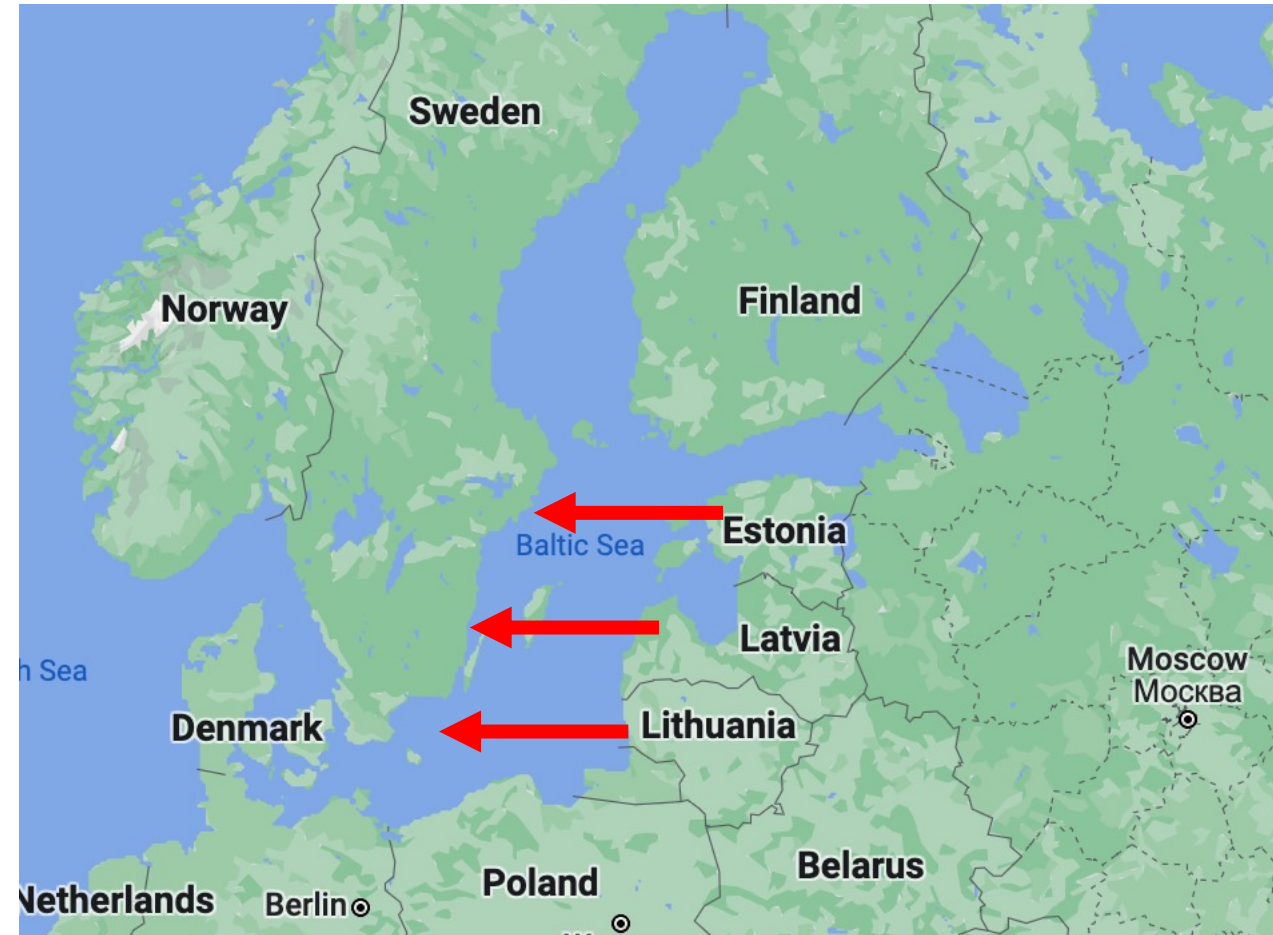 Sweden
Norway
Finland
Estonia
Baltic Sea
Latvia
h Sea
Moscow
Москва
Denmark
Lithuania
Belarus
Poland
Netherlands
Berlin